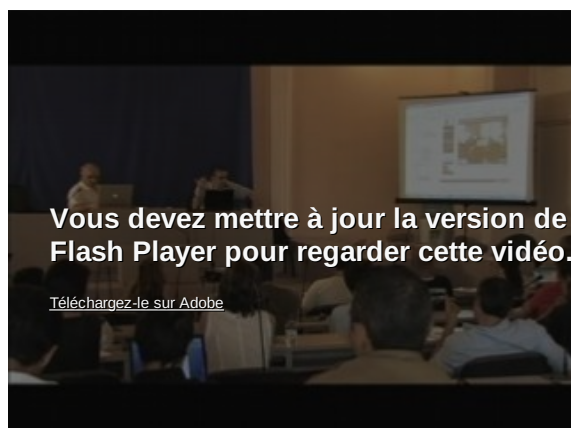 Vous devez mettre à jour la version de
Flash Player pour regarder cette vidéo.
Téléchargez-le sur Adobe